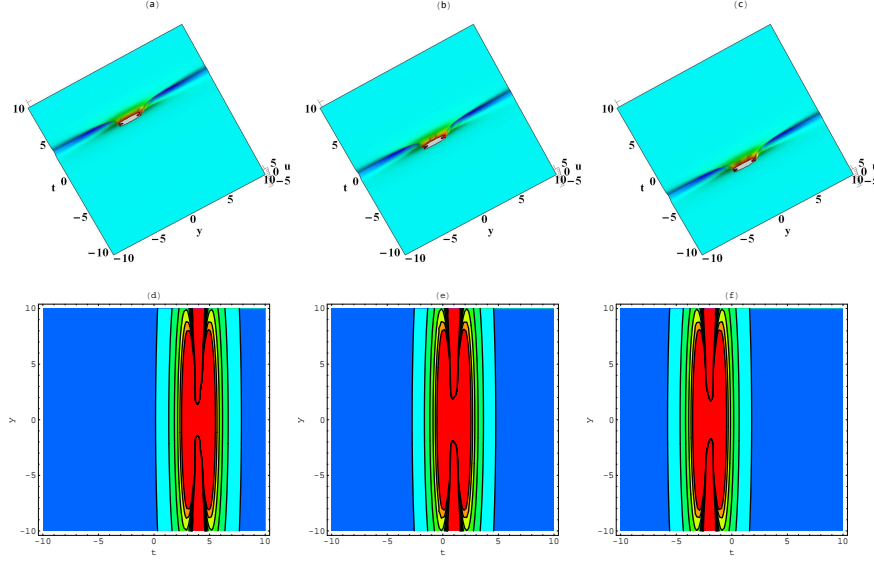 (a) (b) (c)
10 10 10
5 5 5
t 0 t 0 t 0
−5 −5 −5
−10 −10 −10
−10 −5 0 5 10 −10 −5 0 5 10 −10 −5 0 5 10
y y y
5 0 −5 u 5 0 −5 u 5 0 −5 u
(d) (e) (f)
10 10 10
5 5 5
y 0 y 0 y 0
-5 -5 -5
-10 -10 -10
-10 -5 0 5 10 -10 -5 0 5 10 -10 -5 0 5 10
t t t